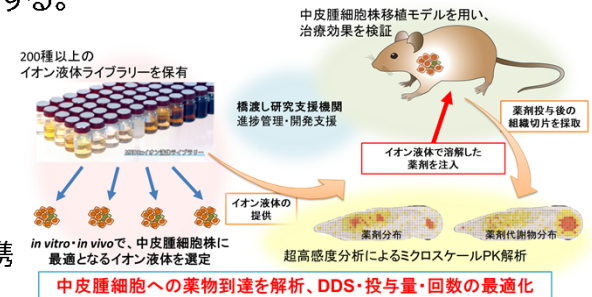 する。
中皮腫細胞株移植モデルを用い、
治療効果を検証
200種以上の
イオン液体ライブラリーを保有
橋渡し研究支援機関
進捗管理・開発支援
薬剤投与後の
組織切片を採取
イオン液体で溶解した
薬剤を注入
イオン液体の
提供
薬剤分布
薬剤代謝物分布
携
in vitro・in vivoで、中皮腫細胞株に
最適となるイオン液体を選定
超高感度分析によるミクロスケールPK解析
中皮腫細胞への薬物到達を解析、DDS・投与量・回数の最適化